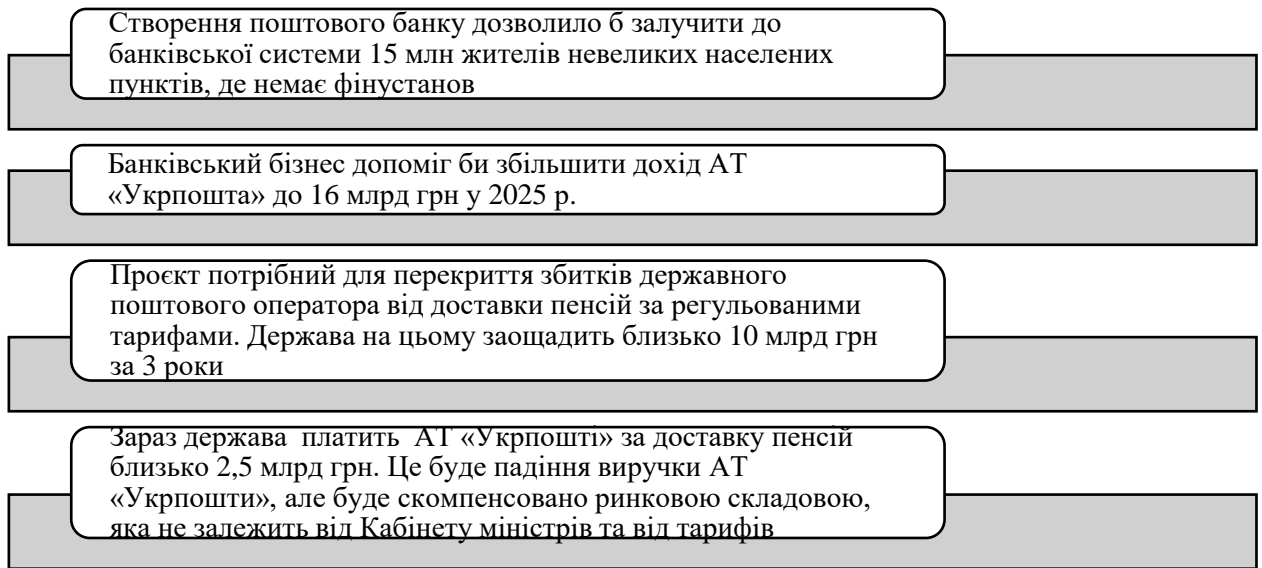 Створення поштового банку дозволило б залучити до
банківської системи 15 млн жителів невеликих населених
пунктів, де немає фінустанов
Банківський бізнес допоміг би збільшити дохід АТ
«Укрпошта» до 16 млрд грн у 2025 р.
Проєкт потрібний для перекриття збитків державного
поштового оператора від доставки пенсій за регульованими
тарифами. Держава на цьому заощадить близько 10 млрд грн
за 3 роки
Зараз держава платить АТ «Укрпошті» за доставку пенсій
близько 2,5 млрд грн. Це буде падіння виручки АТ
«Укрпошти», але буде скомпенсовано ринковою складовою,
яка не залежить від Кабінету міністрів та від тарифів